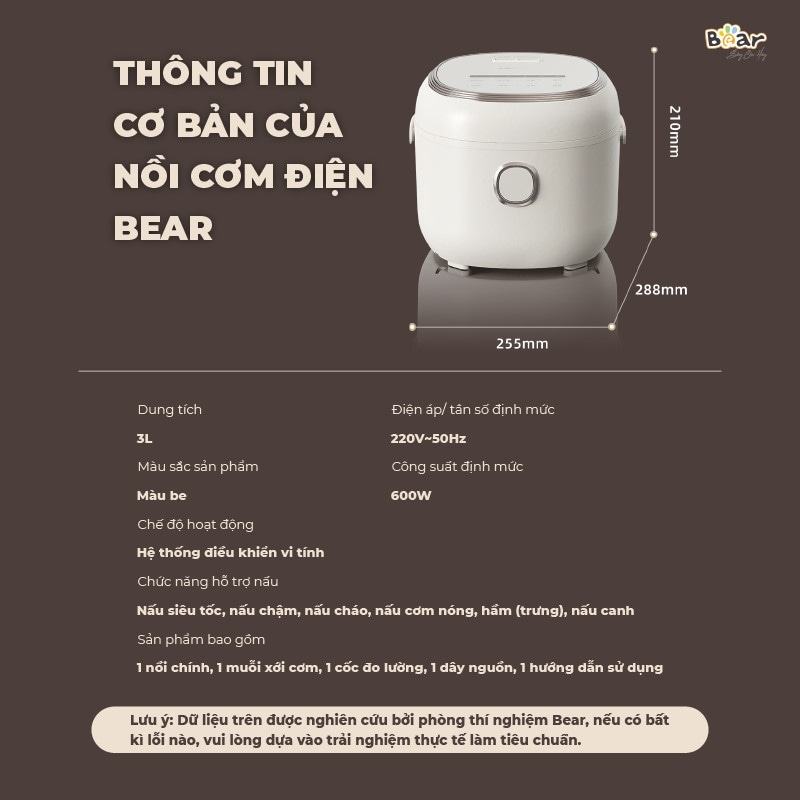 THÔNG TIN
CƠ BẢN CỦA
NỒI CƠM ĐIỆN
BEAR
Bear
210mm
288mm
255mm
Dung tích
3L
Điện áp/ tần số định mức
220V~50Hz
Màu sắc sản phẩm
Màu be
Công suất định mức
600W
Chế độ hoạt động
Hệ thống điều khiển vi tính
Chức năng hỗ trợ nấu
Nấu siêu tốc, nấu chậm, nấu cháo, nấu cơm nóng, hầm (trưng), nấu canh
Sản phẩm bao gồm
1 nồi chính, 1 muỗi xới cơm, 1 cốc đo lường, 1 dây nguồn, 1 hướng dẫn sử dụng
Lưu ý: Dữ liệu trên được nghiên cứu bởi phòng thí nghiệm Bear, nếu có bất
kì lỗi nào, vui lòng dựa vào trải nghiệm thực tế làm tiêu chuẩn.